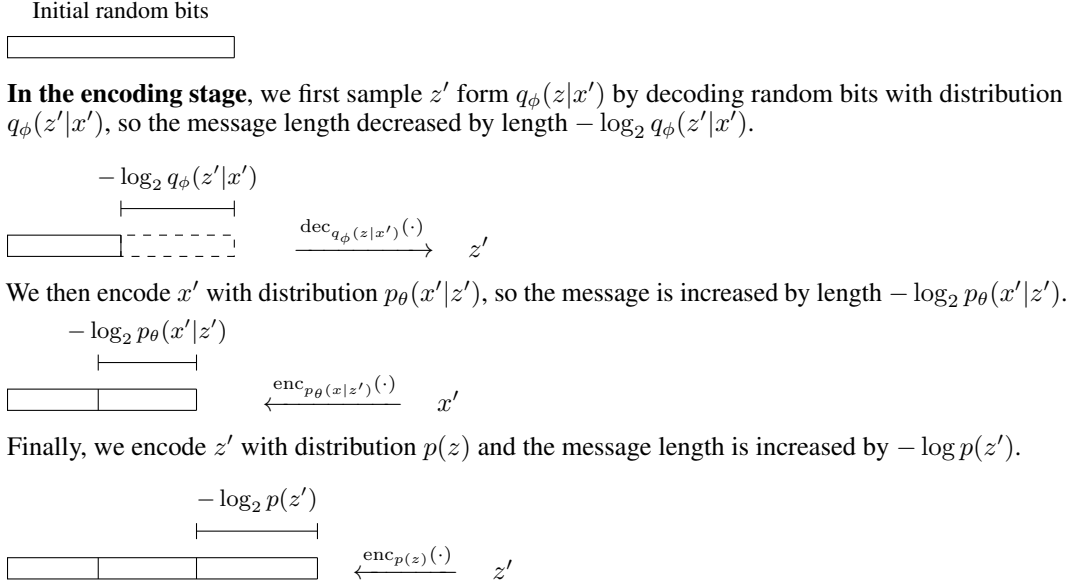 Initial random bits
In the encoding stage, we first sample z′ form q_ϕ(z|x′) by decoding random bits with distribution
q_ϕ(z′|x′), so the message length decreased by length − log₂ q_ϕ(z′|x′).
− log₂ q_ϕ(z′|x′)
dec_{q_ϕ(z|x′)}(·) z′
We then encode x′ with distribution p_θ(x′|z′), so the message is increased by length − log₂ p_θ(x′|z′).
− log₂ p_θ(x′|z′)
enc_{p_θ(x|z′)}(·) x′
Finally, we encode z′ with distribution p(z) and the message length is increased by − log p(z′).
− log₂ p(z′)
enc_{p(z)}(·) z′